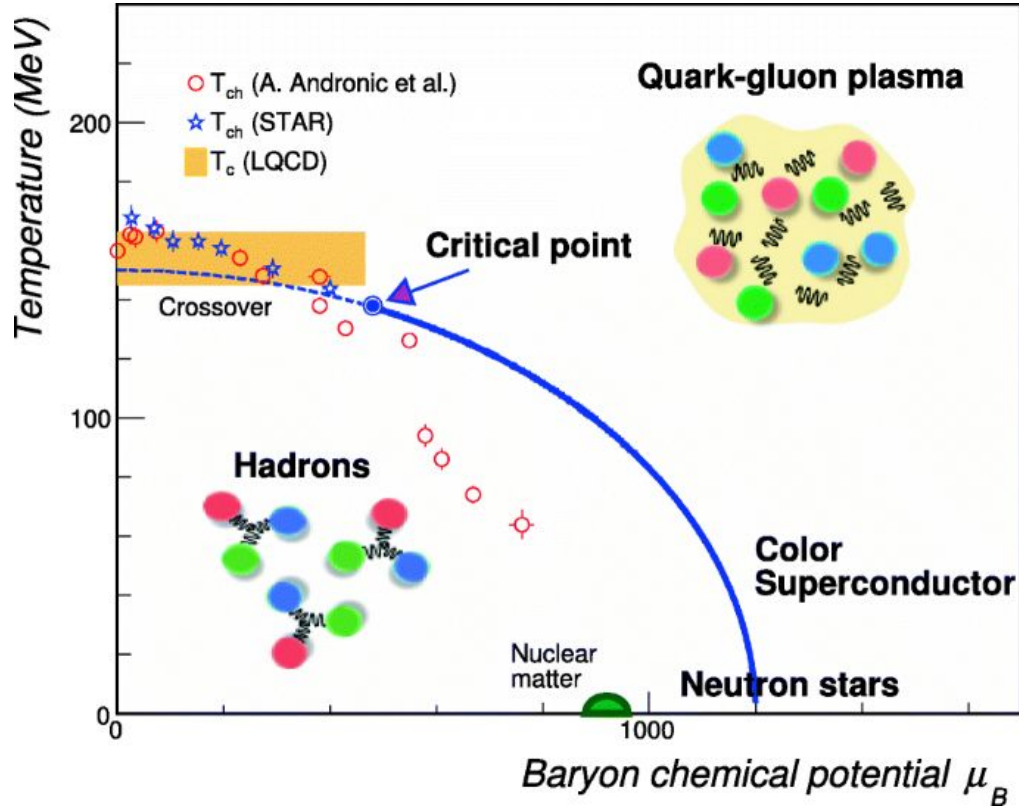 Temperature (MeV)
200
100
0
T_ch (A. Andronic et al.)
T_ch (STAR)
T_c (LQCD)
Quark-gluon plasma
Critical point
Crossover
Hadrons
Color
Superconductor
Nuclear
matter
Neutron stars
0
1000
Baryon chemical potential μ_B